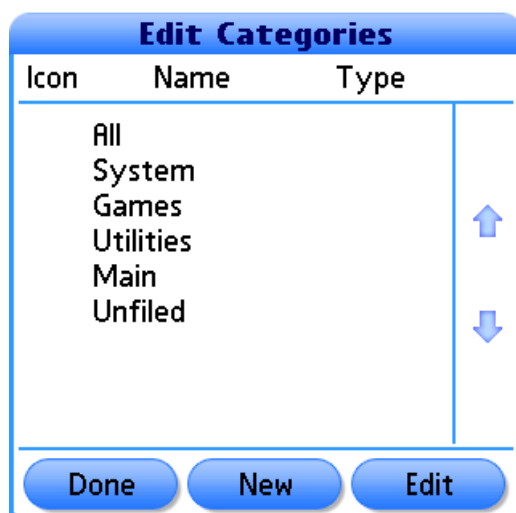 Edit Categories
Icon Name Type
All
System
Games
Utilities
Main
Unfiled
Done New Edit